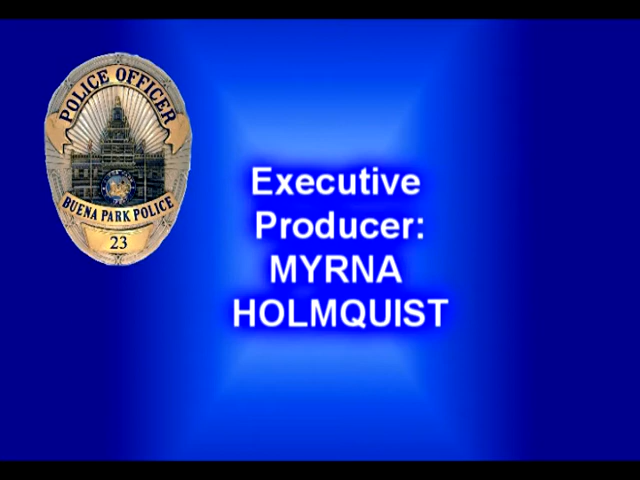 POLICE OFFICER
BUENA PARK POLICE
23
Executive
Producer:
MYRNA
HOLMQUIST